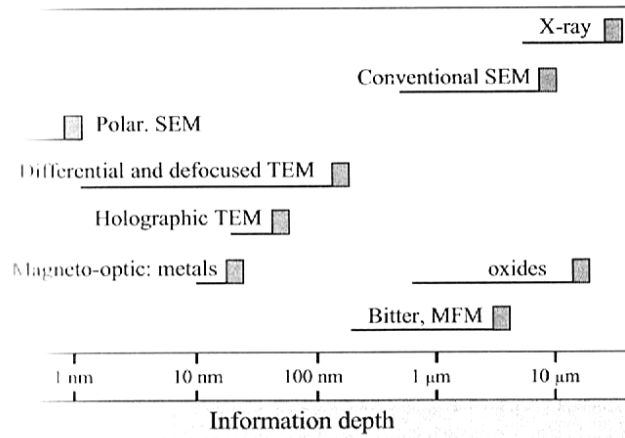 X-ray
Conventional SEM
Polar. SEM
Differential and defocused TEM
Holographic TEM
Magneto-optic: metals oxides
Bitter, MFM
1 nm 10 nm 100 nm 1 μm 10 μm
Information depth